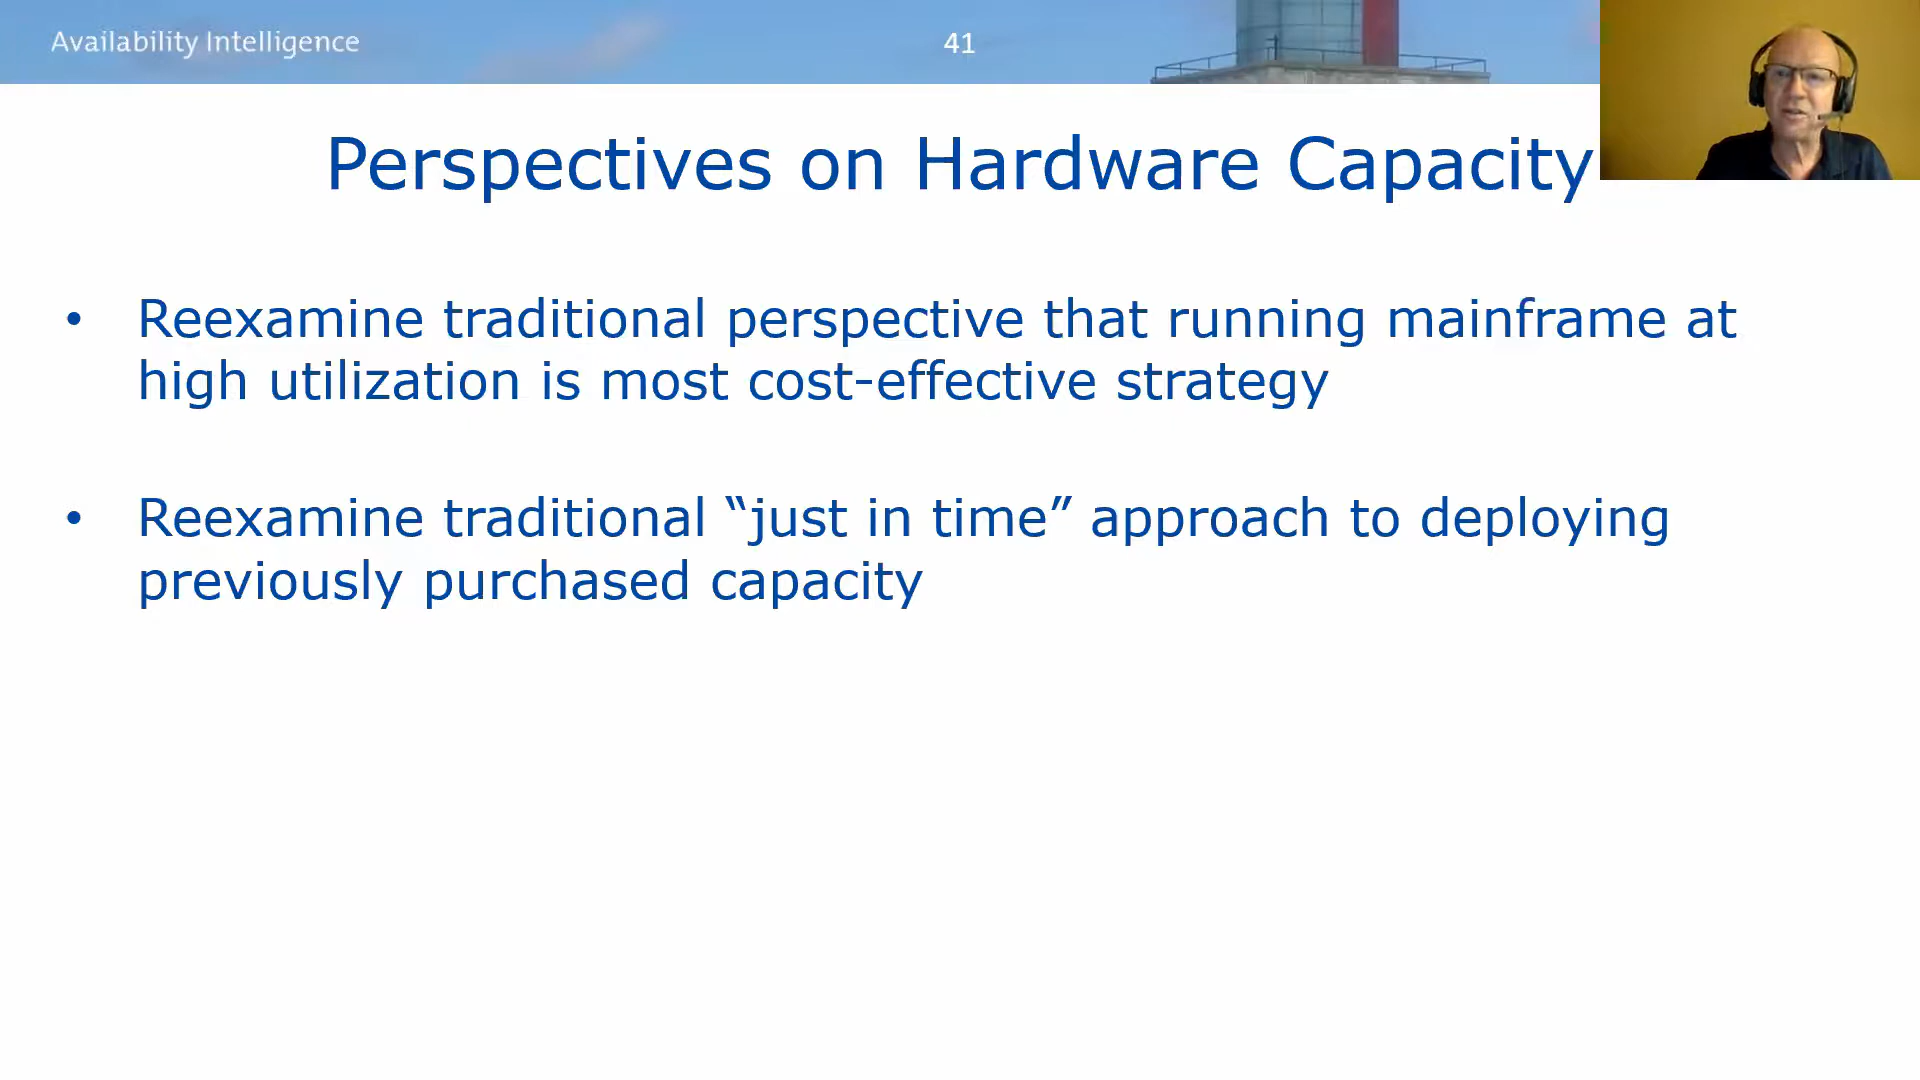 Availability Intelligence
41
Perspectives on Hardware Capacity
• Reexamine traditional perspective that running mainframe at
high utilization is most cost-effective strategy
• Reexamine traditional “just in time” approach to deploying
previously purchased capacity